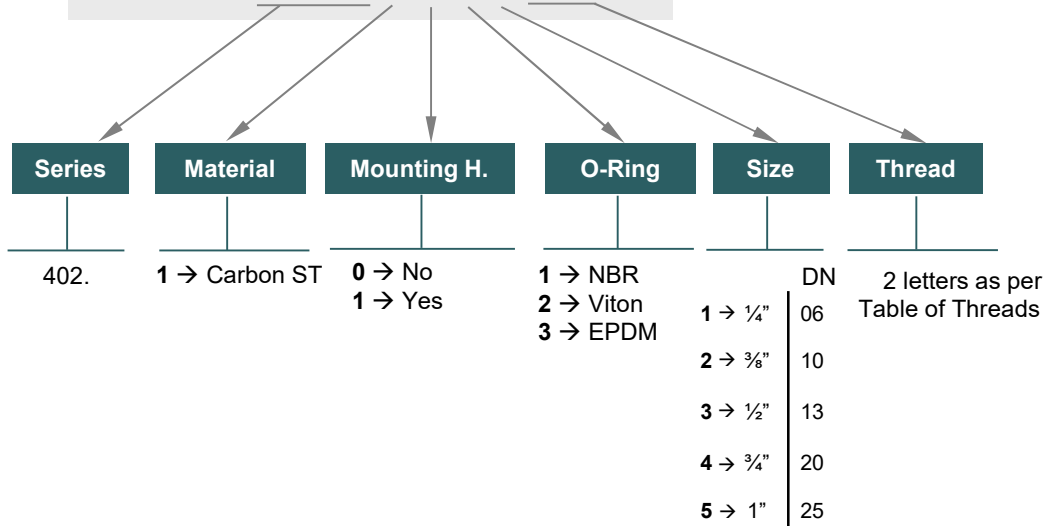 Series
Material
Mounting H.
O-Ring
Size
Thread
402.
1 → Carbon ST
0 → No
1 → Yes
1 → NBR
2 → Viton
3 → EPDM
DN
1 → ¼” 06
2 → ⅜” 10
3 → ½” 13
4 → ¾” 20
5 → 1” 25
2 letters as per
Table of Threads